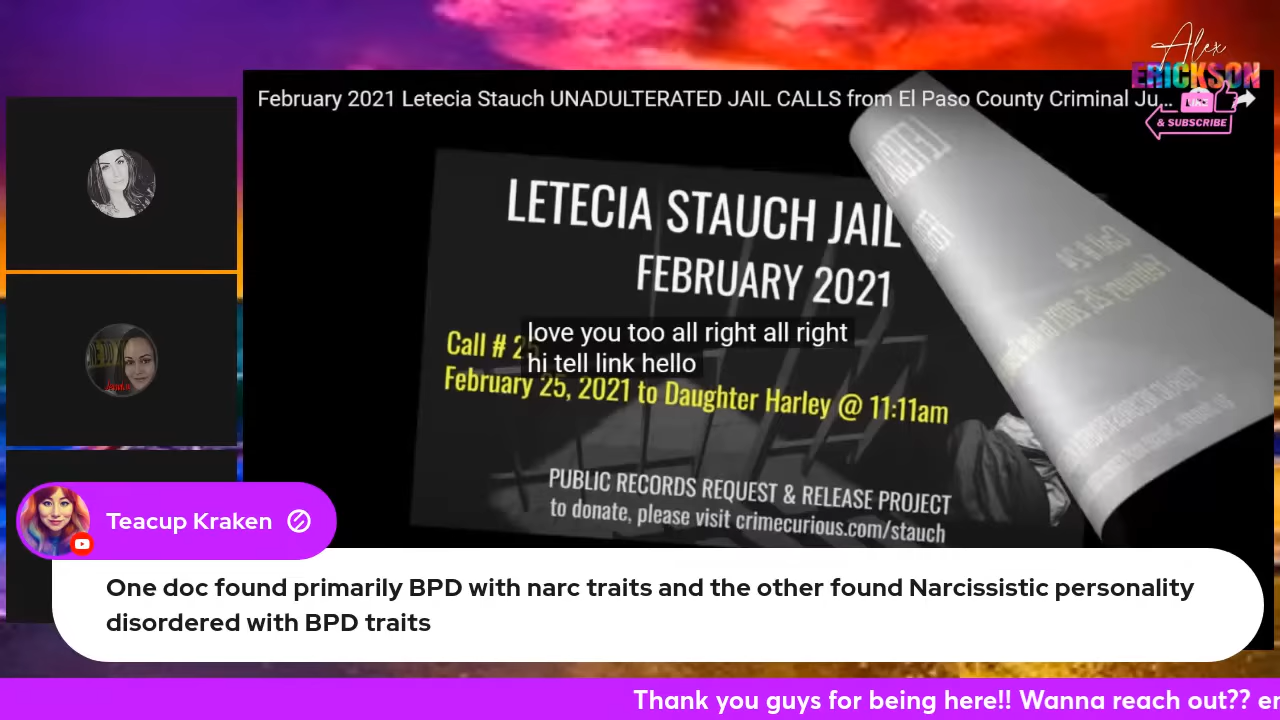 Alex
ERICKSON
LIKE
& SUBSCRIBE
February 2021 Letecia Stauch UNADULTERATED JAIL CALLS from El Paso County Criminal Ju...
LETECIA STAUCH JAIL
FEBRUARY 2021
love you too all right all right
hi tell link hello
Call # 25
February 25, 2021 to Daughter Harley @ 11:11am
Call # 24
PUBLIC RECORDS REQUEST & RELEASE PROJECT
to donate, please visit crimecurious.com/stauch
Teacup Kraken
One doc found primarily BPD with narc traits and the other found Narcissistic personality
disordered with BPD traits
Thank you guys for being here!! Wanna reach out?? er